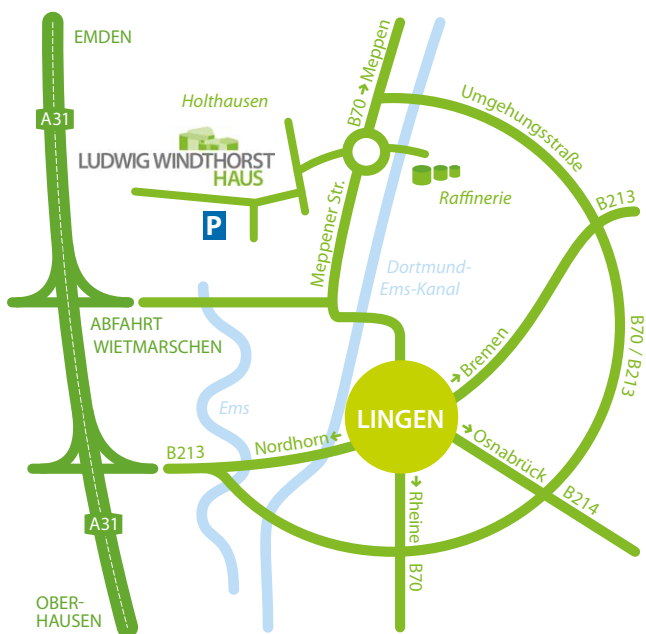 EMDEN
B70 → Meppen
Umgehungsstraße
Holthausen
A31
LUDWIG WINDTHORST
HAUS
Raffinerie
B213
P
Meppener Str.
Dortmund-
Ems-Kanal
ABFAHRT
WIETMARSCHEN
B70 / B213
→ Bremen
Ems
LINGEN
B213
Nordhorn ←
→ Osnabrück
B214
→ Rheine
B70
A31
OBER-
HAUSEN